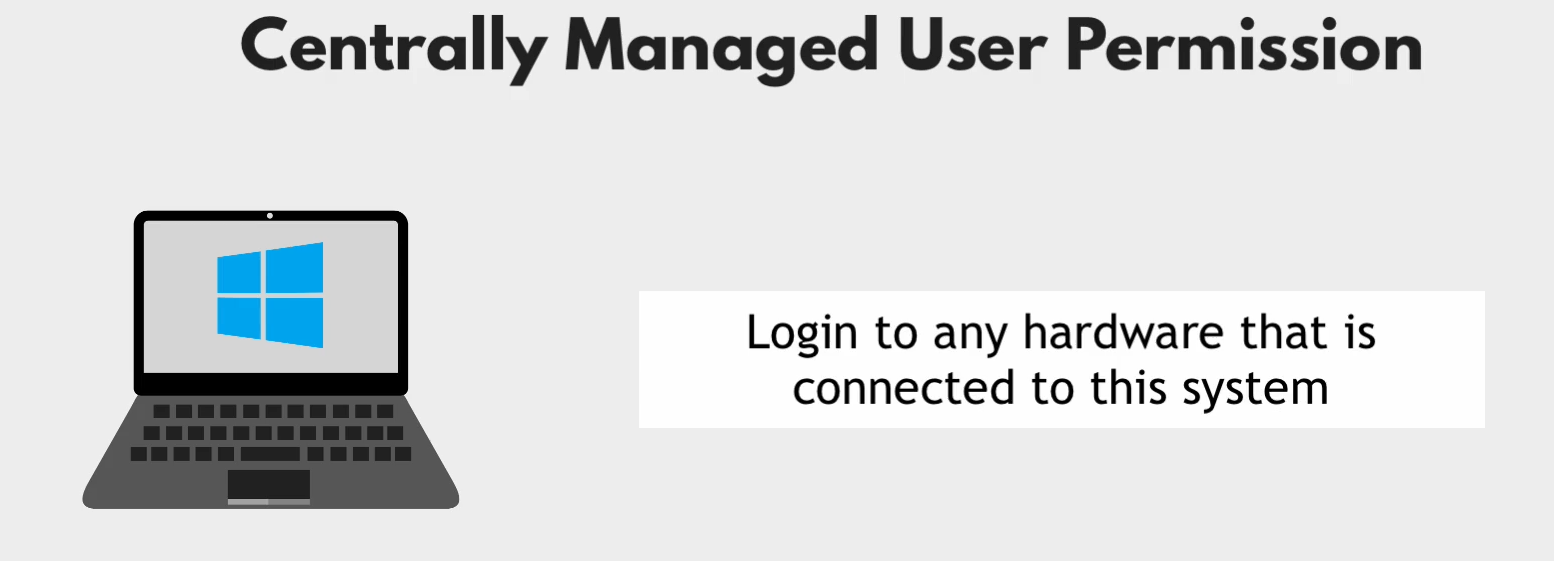 Centrally Managed User Permission
Login to any hardware that is
connected to this system